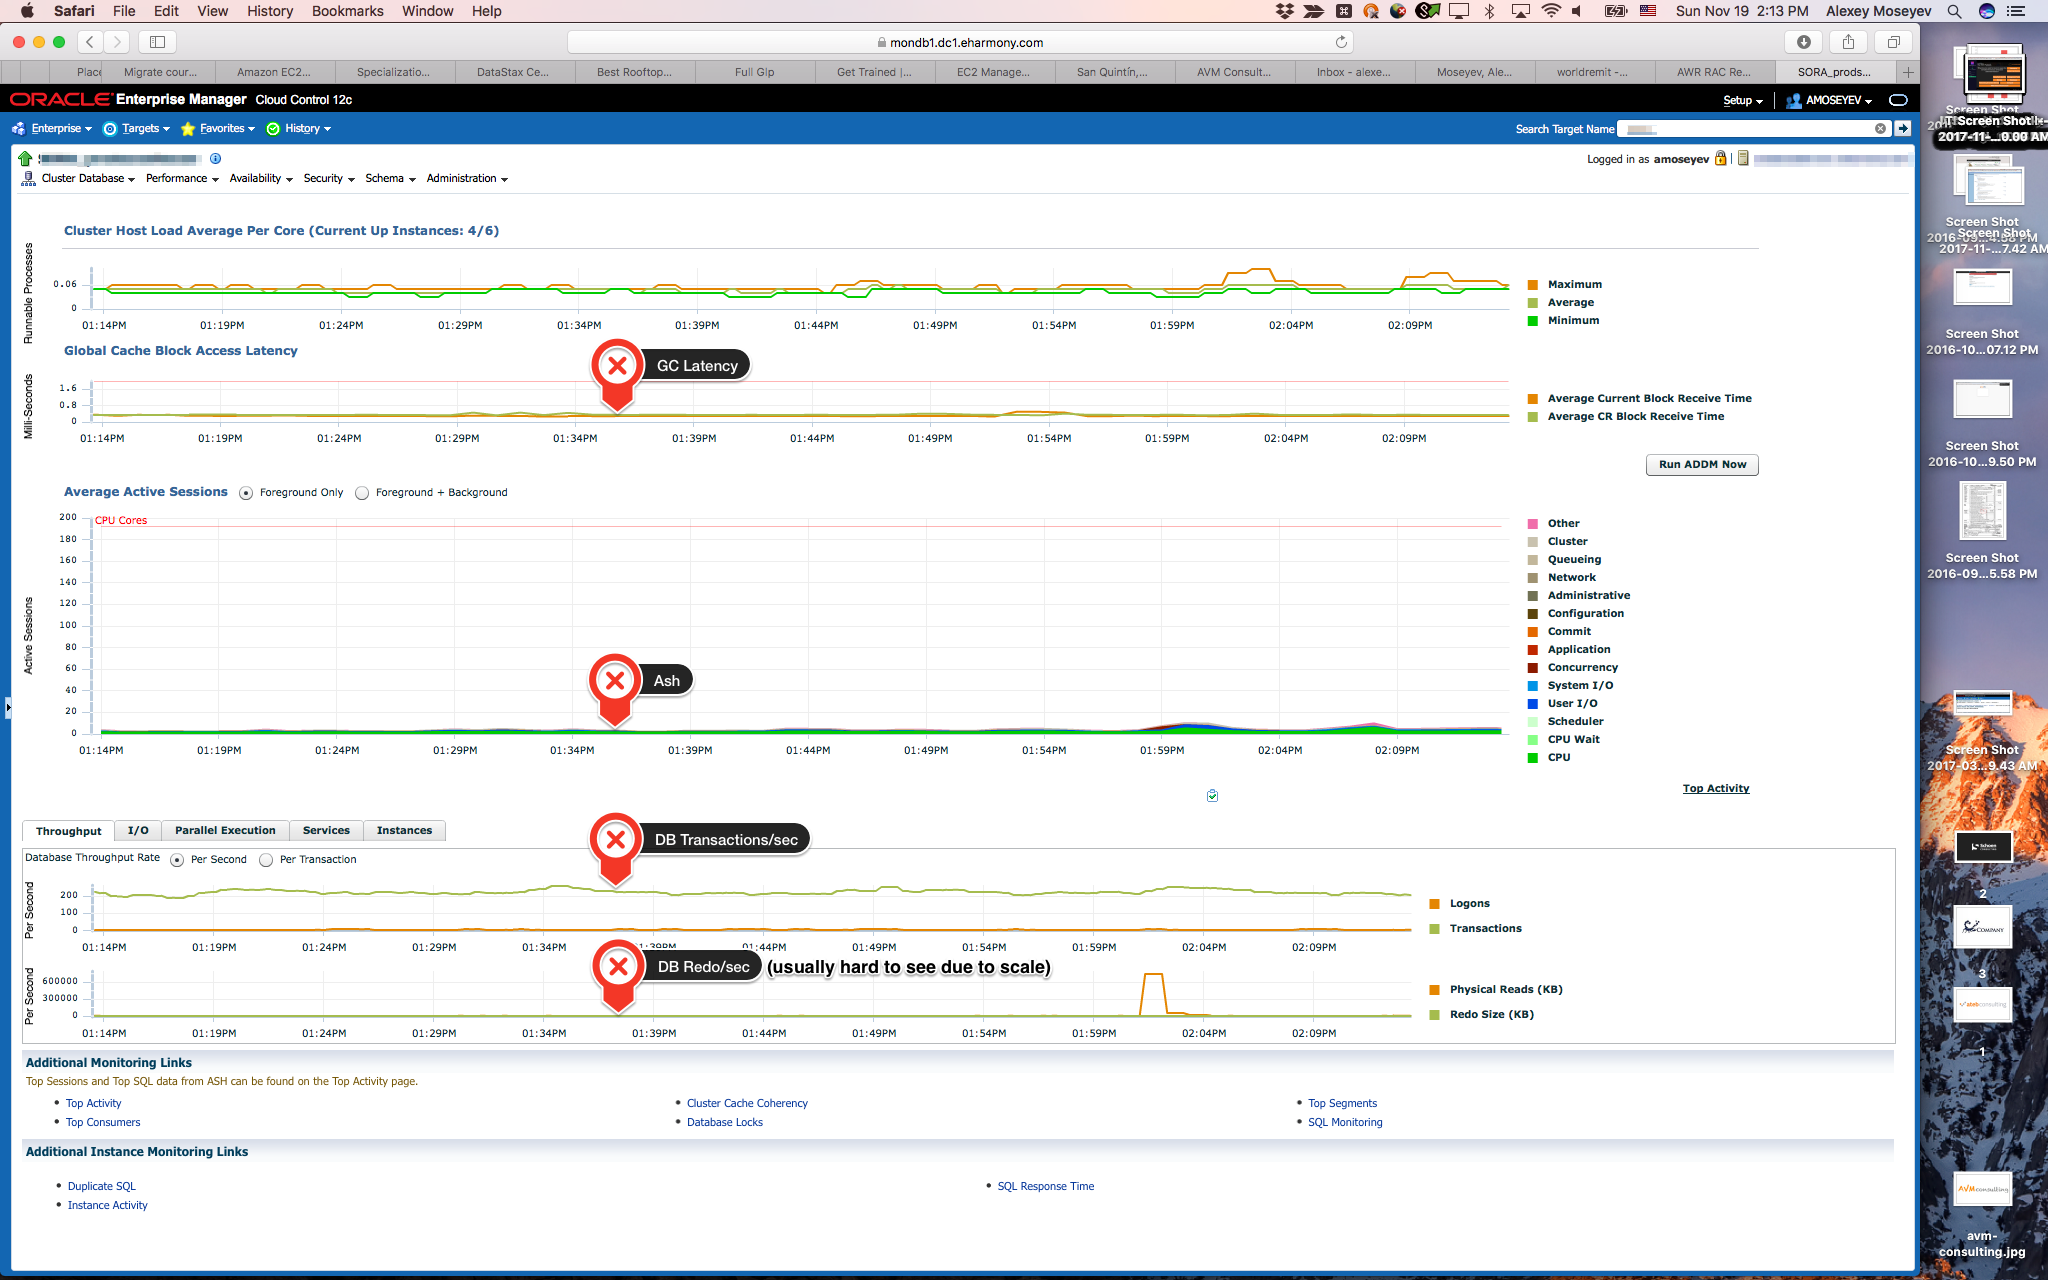 Safari File Edit View History Bookmarks Window Help
Sun Nov 19 2:13 PM Alexey Moseyev
mondb1.dc1.eharmony.com
Place Migrate cour... Amazon EC2... Specializatio... DataStax Ce... Best Rooftop... Full Glp Get Trained |... EC2 Manage... San Quintín,... AVM Consult... Inbox - alexe... Moseyev, Ale... worldremit -... AWR RAC Re... SORA_prods...
ORACLE Enterprise Manager Cloud Control 12c
Setup AMOSEYEV
Enterprise Targets Favorites History
Search Target Name
Logged in as amoseyev
Cluster Database Performance Availability Security Schema Administration
Cluster Host Load Average Per Core (Current Up Instances: 4/6)
Runnable Processes
0.06
0
01:14PM 01:19PM 01:24PM 01:29PM 01:34PM 01:39PM 01:44PM 01:49PM 01:54PM 01:59PM 02:04PM 02:09PM
Maximum
Average
Minimum
Global Cache Block Access Latency
GC Latency
Milli-Seconds
1.6
0.8
0
01:14PM 01:19PM 01:24PM 01:29PM 01:34PM 01:39PM 01:44PM 01:49PM 01:54PM 01:59PM 02:04PM 02:09PM
Average Current Block Receive Time
Average CR Block Receive Time
Run ADDM Now
Average Active Sessions Foreground Only Foreground + Background
Active Sessions
CPU Cores
200
180
160
140
120
100
80
60
40
20
0
Ash
01:14PM 01:19PM 01:24PM 01:29PM 01:34PM 01:39PM 01:44PM 01:49PM 01:54PM 01:59PM 02:04PM 02:09PM
Other
Cluster
Queueing
Network
Administrative
Configuration
Commit
Application
Concurrency
System I/O
User I/O
Scheduler
CPU Wait
CPU
Top Activity
Throughput I/O Parallel Execution Services Instances
DB Transactions/sec
Database Throughput Rate Per Second Per Transaction
Per Second
200
100
0
01:14PM 01:19PM 01:24PM 01:29PM 01:34PM 01:39PM 01:44PM 01:49PM 01:54PM 01:59PM 02:04PM 02:09PM
Logons
Transactions
DB Redo/sec (usually hard to see due to scale)
Per Second
600000
300000
0
01:14PM 01:19PM 01:24PM 01:29PM 01:34PM 01:39PM 01:44PM 01:49PM 01:54PM 01:59PM 02:04PM 02:09PM
Physical Reads (KB)
Redo Size (KB)
Additional Monitoring Links
Top Sessions and Top SQL data from ASH can be found on the Top Activity page.
Top Activity Cluster Cache Coherency Top Segments
Top Consumers Database Locks SQL Monitoring
Additional Instance Monitoring Links
Duplicate SQL SQL Response Time
Instance Activity
Screen Shot
2017-11-...0.00 AM
Screen Shot
Screen Shot
2017-11-...7.42 AM
Screen Shot
2016-10...07.12 PM
Screen Shot
2016-10...9.50 PM
Screen Shot
2016-09...5.58 PM
Screen Shot
2017-03...9.43 AM
2
COMPANY
3
1
AVMconsulting
avm-
consulting.jpg